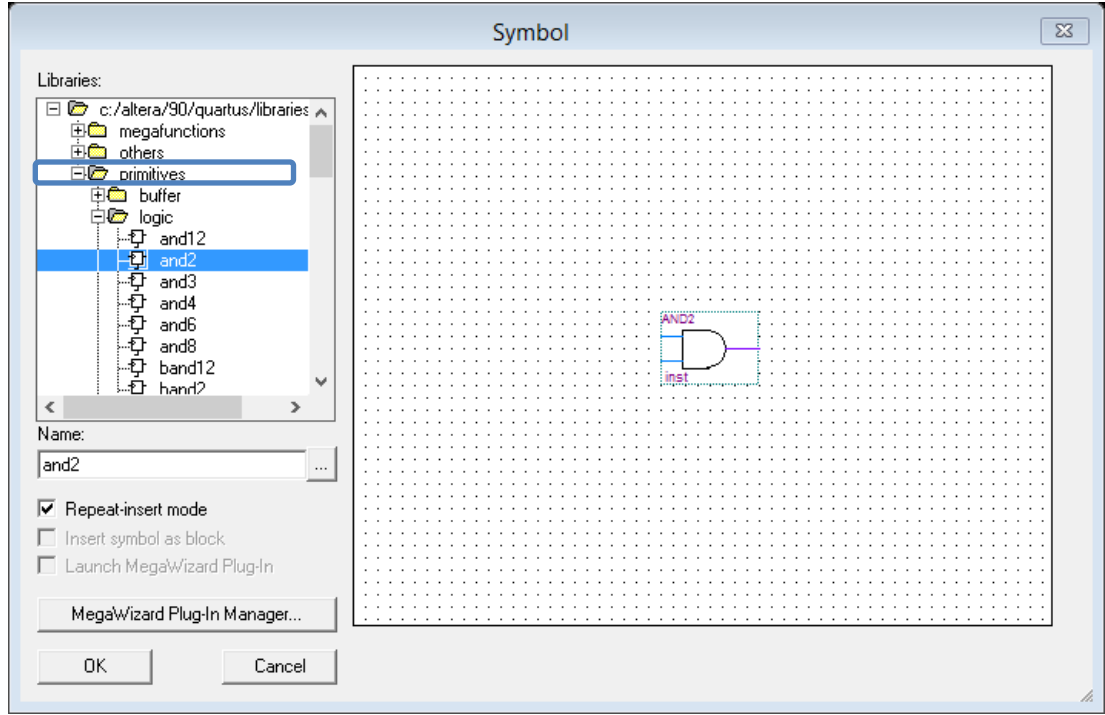 Symbol
Libraries:
c:/altera/90/quartus/libraries
megafunctions
others
primitives
buffer
logic
and12
and2
and3
and4
and6
and8
band12
band2
Name:
and2
...
Repeat-insert mode
Insert symbol as block
Launch MegaWizard Plug-In
MegaWizard Plug-In Manager...
OK
Cancel
AND2
inst